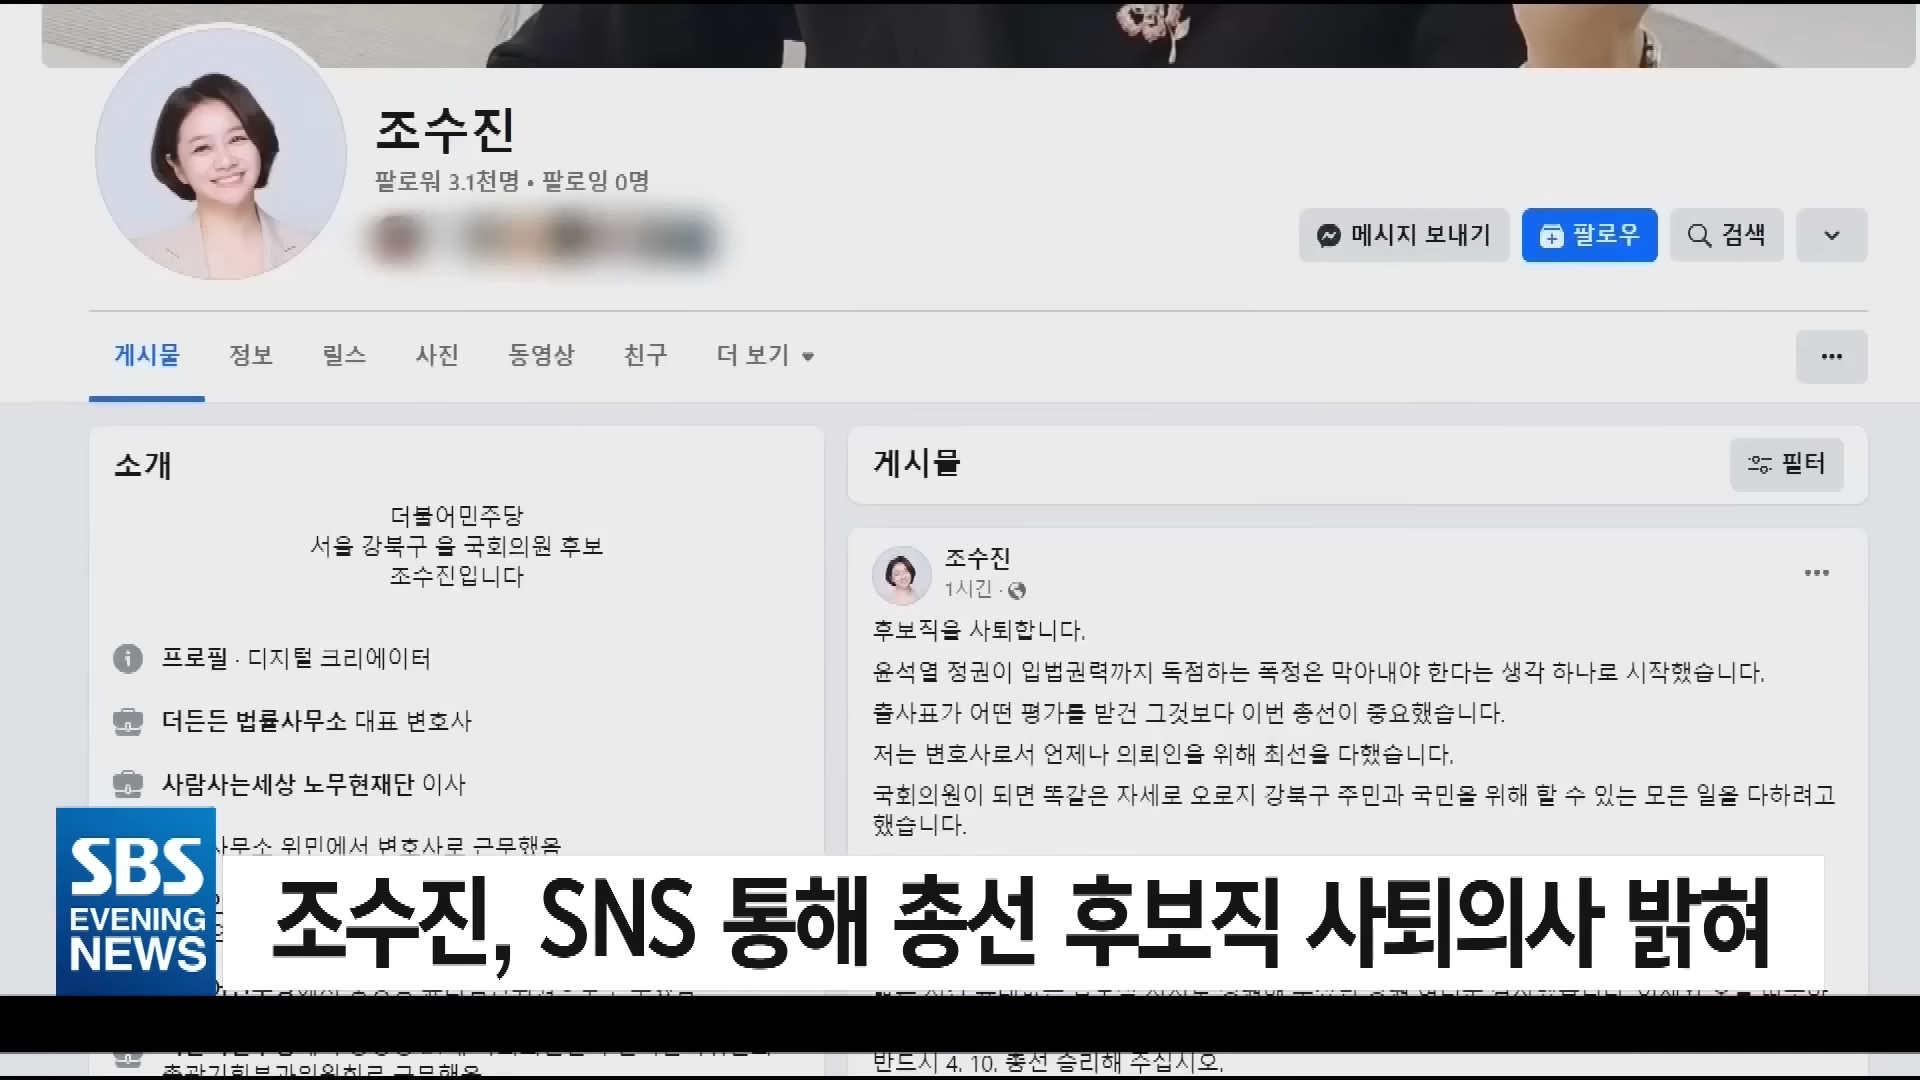 조수진
팔로워 3.1천명 • 팔로잉 0명
메시지 보내기
팔로우
검색
게시물
정보
릴스
사진
동영상
친구
더 보기
소개
더불어민주당
서울 강북구 을 국회의원 후보
조수진입니다
프로필 · 디지털 크리에이터
더든든 법률사무소 대표 변호사
사람사는세상 노무현재단 이사
사무소 위민에서 변호사로 근무했음
게시물
필터
조수진
1시간 ·
후보직을 사퇴합니다.
윤석열 정권이 입법권력까지 독점하는 폭정은 막아내야 한다는 생각 하나로 시작했습니다.
출사표가 어떤 평가를 받건 그것보다 이번 총선이 중요했습니다.
저는 변호사로서 언제나 의뢰인을 위해 최선을 다했습니다.
국회의원이 되면 똑같은 자세로 오로지 강북구 주민과 국민을 위해 할 수 있는 모든 일을 다하려고
했습니다.
반드시 4. 10. 총선 승리해 주십시오.
SBS
EVENING
NEWS
조수진, SNS 통해 총선 후보직 사퇴의사 밝혀